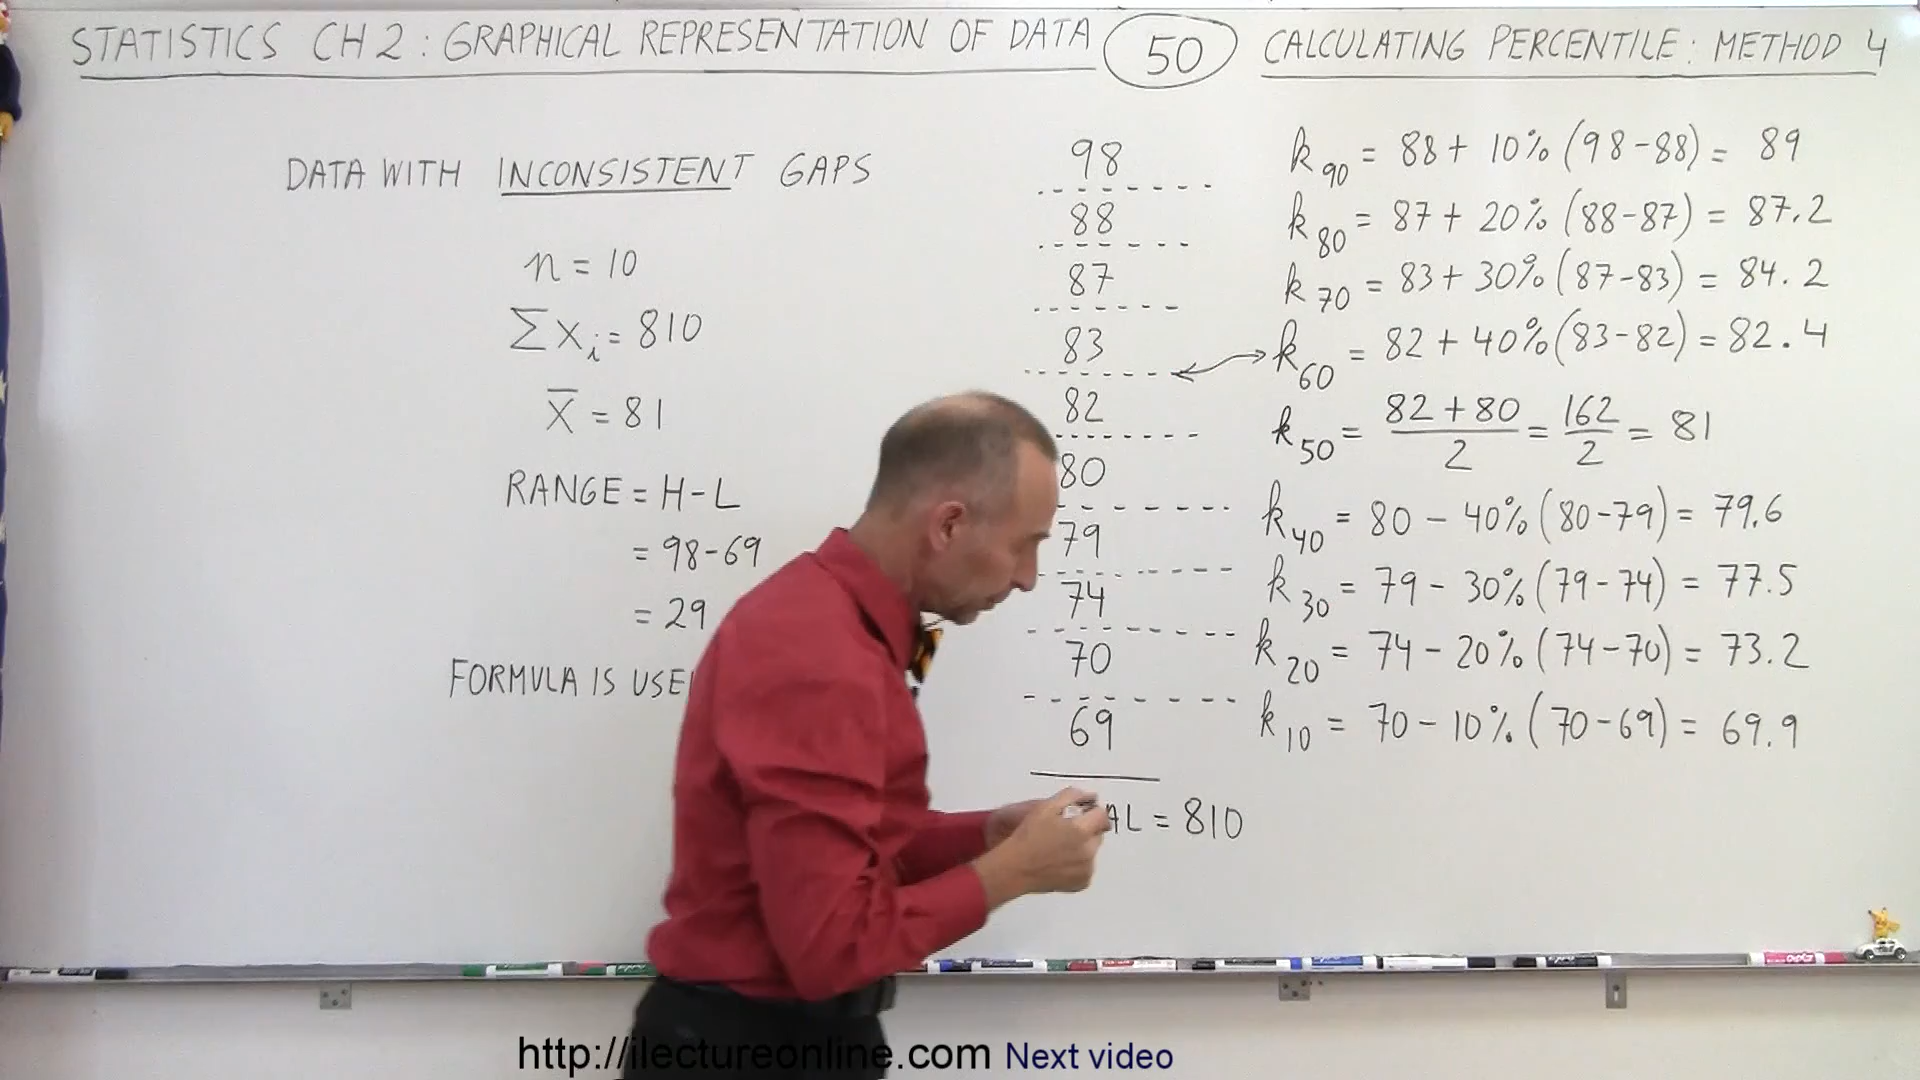 STATISTICS CH 2 : GRAPHICAL REPRESENTATION OF DATA 50 CALCULATING PERCENTILE : METHOD 4
DATA WITH INCONSISTENT GAPS
n = 10
Σ xᵢ = 810
x̄ = 81
RANGE = H - L
= 98 - 69
= 29
FORMULA IS
98
88
87
83
82
80
79
74
70
69
AL = 810
k₉₀ = 88 + 10% (98 - 88) = 89
k₈₀ = 87 + 20% (88 - 87) = 87.2
k₇₀ = 83 + 30% (87 - 83) = 84.2
k₆₀ = 82 + 40% (83 - 82) = 82.4
k₅₀ = (82 + 80)/2 = 162/2 = 81
k₄₀ = 80 - 40% (80 - 79) = 79.6
k₃₀ = 79 - 30% (79 - 74) = 77.5
k₂₀ = 74 - 20% (74 - 70) = 73.2
k₁₀ = 70 - 10% (70 - 69) = 69.9
http://ilectureonline.com Next video